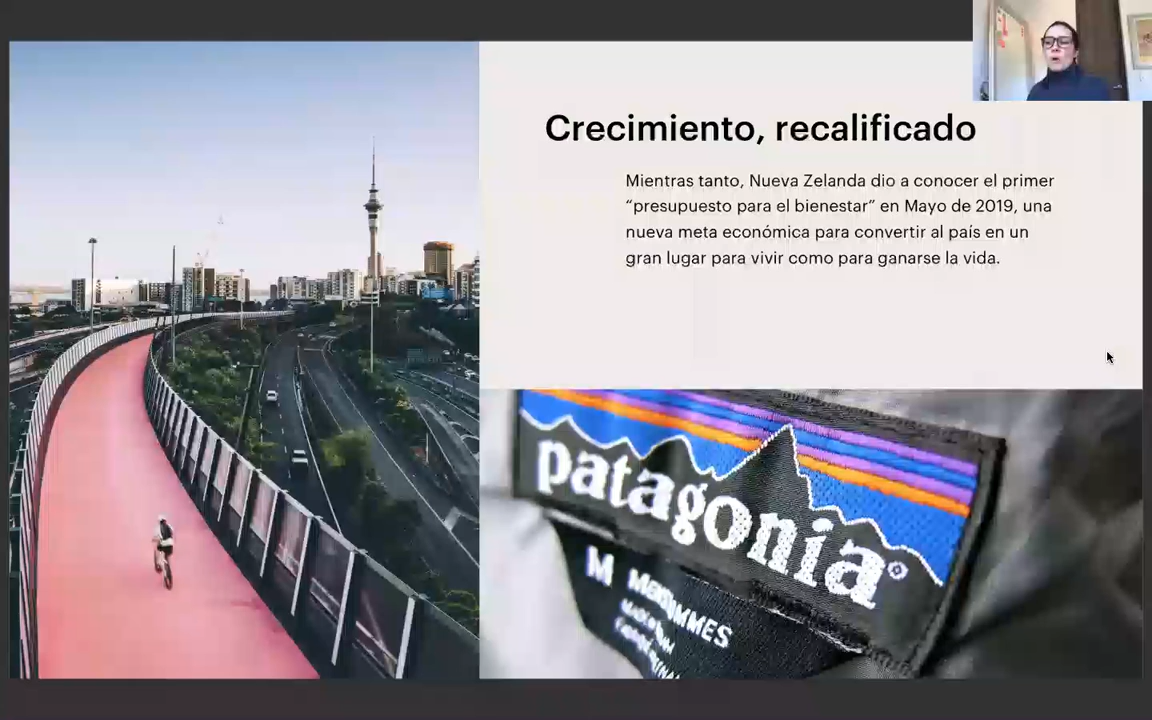 Crecimiento, recalificado
Mientras tanto, Nueva Zelanda dio a conocer el primer
“presupuesto para el bienestar” en Mayo de 2019, una
nueva meta económica para convertir al país en un
gran lugar para vivir como para ganarse la vida.
patagonia®
M